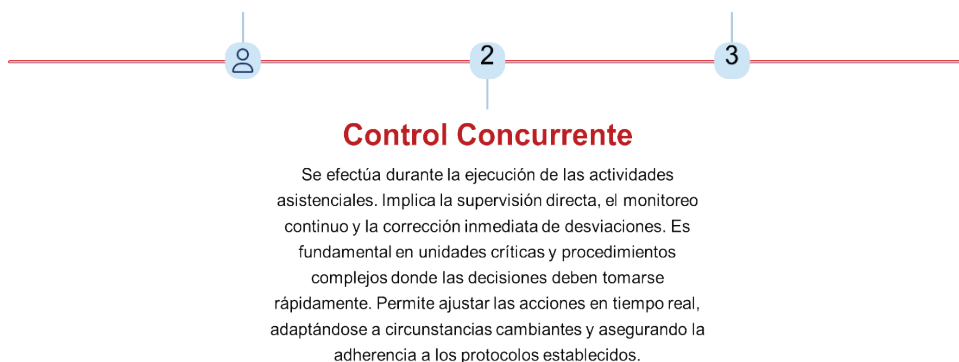 2
3
Control Concurrente
Se efectúa durante la ejecución de las actividades
asistenciales. Implica la supervisión directa, el monitoreo
continuo y la corrección inmediata de desviaciones. Es
fundamental en unidades críticas y procedimientos
complejos donde las decisiones deben tomarse
rápidamente. Permite ajustar las acciones en tiempo real,
adaptándose a circunstancias cambiantes y asegurando la
adherencia a los protocolos establecidos.